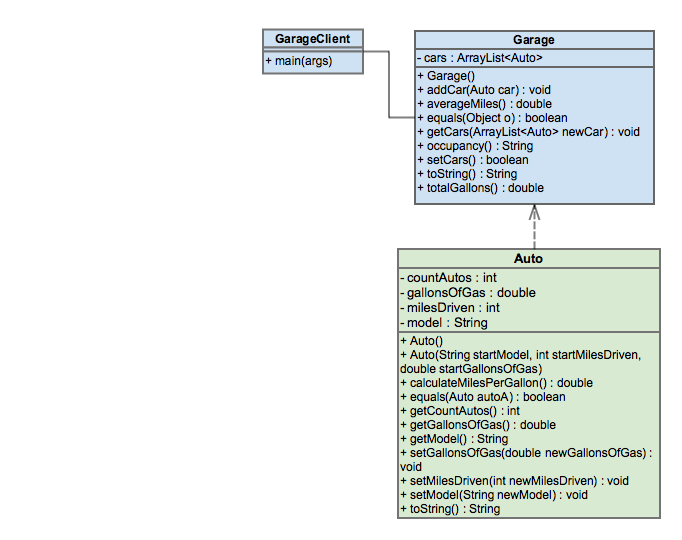 GarageClient
+ main(args)
Garage
- cars : ArrayList<Auto>
+ Garage()
+ addCar(Auto car) : void
+ averageMiles() : double
+ equals(Object o) : boolean
+ getCars(ArrayList<Auto> newCar) : void
+ occupancy() : String
+ setCars() : boolean
+ toString() : String
+ totalGallons() : double
Auto
- countAutos : int
- gallonsOfGas : double
- milesDriven : int
- model : String
+ Auto()
+ Auto(String startModel, int startMilesDriven,
double startGallonsOfGas)
+ calculateMilesPerGallon() : double
+ equals(Auto autoA) : boolean
+ getCountAutos() : int
+ getGallonsOfGas() : double
+ getModel() : String
+ setGallonsOfGas(double newGallonsOfGas) :
void
+ setMilesDriven(int newMilesDriven) : void
+ setModel(String newModel) : void
+ toString() : String